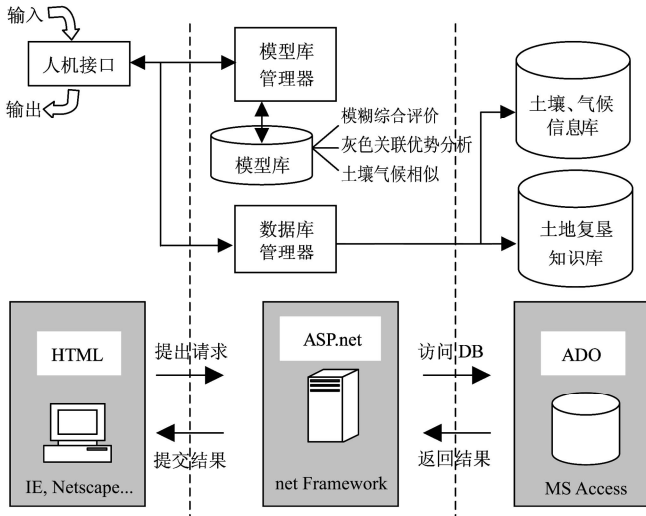 输入
人机接口
输出
模型库
管理器
模糊综合评价
灰色关联优势分析
土壤气候相似
模型库
数据库
管理器
土壤、气候
信息库
土地复垦
知识库
HTML
IE, Netscape...
提出请求
提交结果
ASP.net
net Framework
访问 DB
返回结果
ADO
MS Access